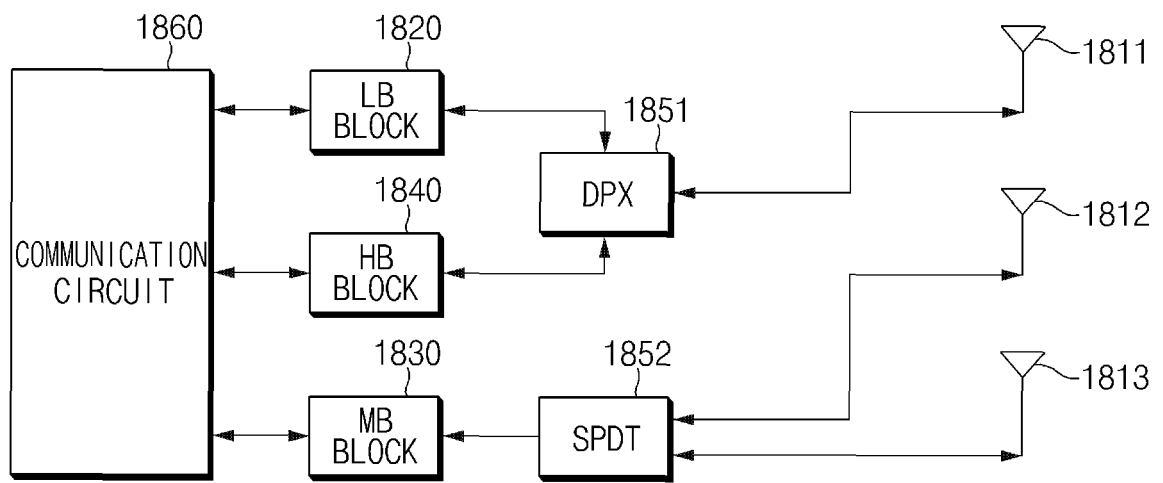 1860
1820
LB
BLOCK
1851
DPX
1811
1840
HB
BLOCK
COMMUNICATION
CIRCUIT
1812
1830
MB
BLOCK
1852
SPDT
1813